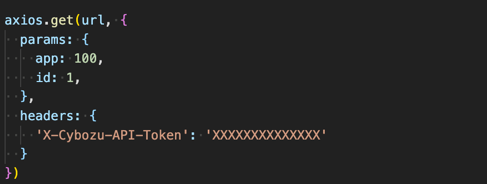 axios.get(url, {
  params: {
    app: 100,
    id: 1,
  },
  headers: {
    'X-Cybozu-API-Token': 'XXXXXXXXXXXXXX'
  }
})